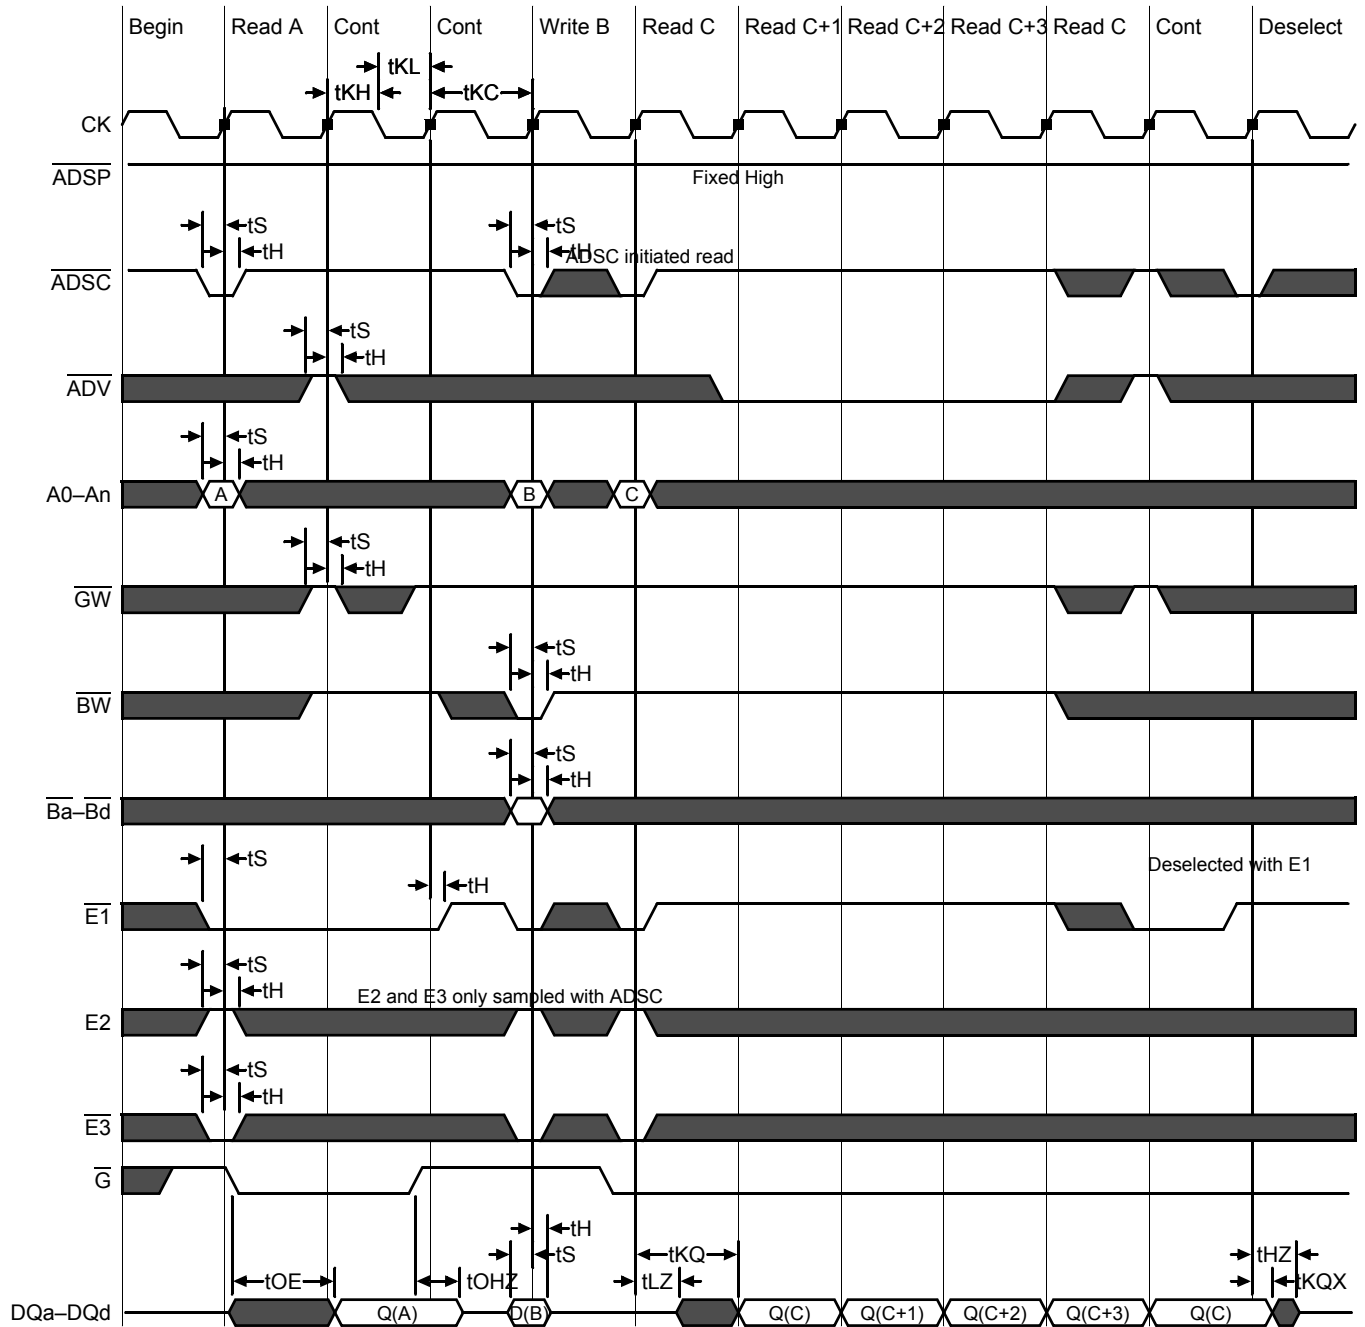 Begin Read A Cont Cont Write B Read C Read C+1 Read C+2 Read C+3 Read C Cont Deselect
tKL
tKH tKC
CK
ADSP
Fixed High
tS tS
tH tH
ADSC initiated read
ADSC
tS
tH
ADV
tS
tH
A0–An A B C
tS
tH
GW
tS
tH
BW
tS
tH
Ba–Bd
tS Deselected with E1
tH
E1
tS
tH
E2 and E3 only sampled with ADSC
E2
tS
tH
E3
G
tH
tS tKQ tHZ
tOE tOHZ tLZ tKQX
DQa–DQd Q(A) D(B) Q(C) Q(C+1) Q(C+2) Q(C+3) Q(C)